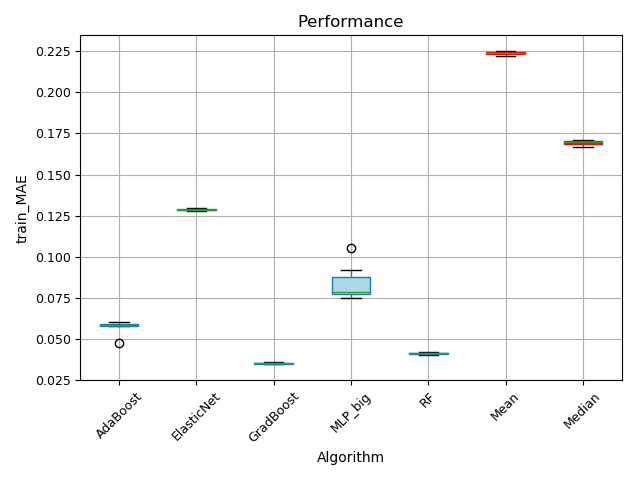 Performance
0.225
0.200
0.175
0.150
0.125
0.100
0.075
0.050
0.025
train_MAE
AdaBoost
ElasticNet
GradBoost
MLP_big
RF
Mean
Median
Algorithm